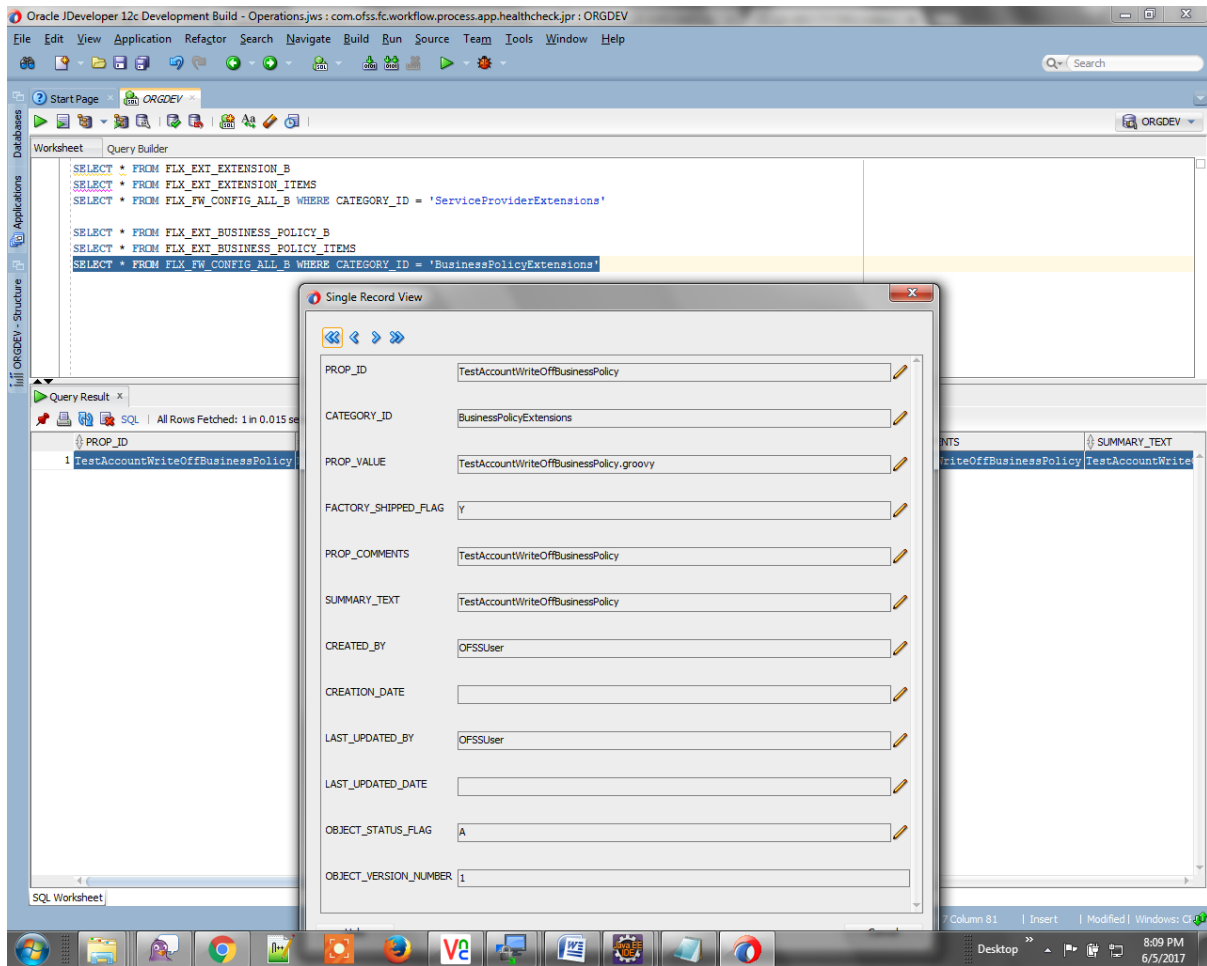 Oracle JDeveloper 12c Development Build - Operations.jws : com.ofss.fc.workflow.process.app.healthcheck.jpr : ORGDEV
File Edit View Application Refactor Search Navigate Build Run Source Team Tools Window Help
Search
Start Page ORGDEV
ORGDEV
Databases
Applications
ORGDEV - Structure
Worksheet Query Builder
SELECT * FROM FLX_EXT_EXTENSION_B
SELECT * FROM FLX_EXT_EXTENSION_ITEMS
SELECT * FROM FLX_FW_CONFIG_ALL_B WHERE CATEGORY_ID = 'ServiceProviderExtensions'
SELECT * FROM FLX_EXT_BUSINESS_POLICY_B
SELECT * FROM FLX_EXT_BUSINESS_POLICY_ITEMS
SELECT * FROM FLX_FW_CONFIG_ALL_B WHERE CATEGORY_ID = 'BusinessPolicyExtensions'
Query Result x
SQL | All Rows Fetched: 1 in 0.015 se
PROP_ID NTS SUMMARY_TEXT
1 TestAccountWriteOffBusinessPolicy WriteOffBusinessPolicy TestAccountWrite
Single Record View
PROP_ID TestAccountWriteOffBusinessPolicy
CATEGORY_ID BusinessPolicyExtensions
PROP_VALUE TestAccountWriteOffBusinessPolicy.groovy
FACTORY_SHIPPED_FLAG Y
PROP_COMMENTS TestAccountWriteOffBusinessPolicy
SUMMARY_TEXT TestAccountWriteOffBusinessPolicy
CREATED_BY OFSSUser
CREATION_DATE
LAST_UPDATED_BY OFSSUser
LAST_UPDATED_DATE
OBJECT_STATUS_FLAG A
OBJECT_VERSION_NUMBER 1
SQL Worksheet
7 Column 81 | Insert | Modified | Windows:
Desktop
8:09 PM
6/5/2017